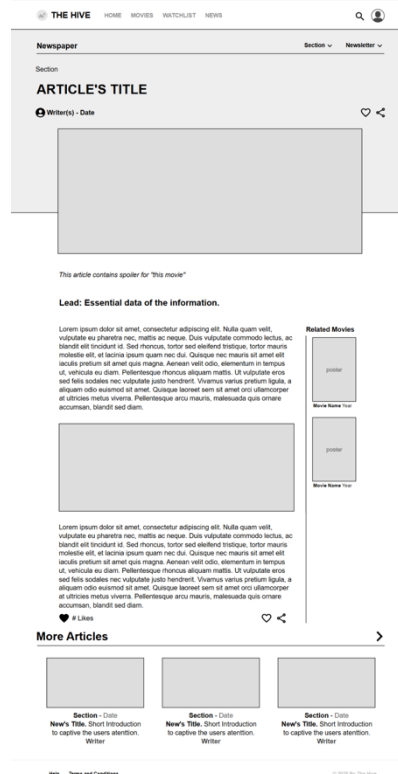 THE HIVE HOME MOVIES WATCHLIST NEWS
Newspaper Section Newsletter
Section
ARTICLE'S TITLE
Writer(s) - Date
This article contains spoiler for "this movie"
Lead: Essential data of the information.
Lorem ipsum dolor sit amet, consectetur adipiscing elit. Nulla quam velit,
vulputate eu pharetra nec, mattis ac neque. Duis vulputate commodo lectus, ac
blandit elit tincidunt id. Sed rhoncus, tortor sed eleifend tristique, tortor mauris
molestie elit, et lacinia ipsum quam nec dui. Quisque nec mauris sit amet elit
iaculis pretium sit amet quis magna. Aenean velit odio, elementum in tempus
ut, vehicula eu diam. Pellentesque rhoncus aliquam mattis. Ut vulputate eros
sed felis sodales nec vulputate justo hendrerit. Vivamus varius pretium ligula, a
aliquam odio euismod sit amet. Quisque laoreet sem sit amet orci ullamcorper
at ultricies metus viverra. Pellentesque arcu mauris, malesuada quis ornare
accumsan, blandit sed diam.
Related Movies
poster
Movie Name Year
poster
Movie Name Year
Lorem ipsum dolor sit amet, consectetur adipiscing elit. Nulla quam velit,
vulputate eu pharetra nec, mattis ac neque. Duis vulputate commodo lectus, ac
blandit elit tincidunt id. Sed rhoncus, tortor sed eleifend tristique, tortor mauris
molestie elit, et lacinia ipsum quam nec dui. Quisque nec mauris sit amet elit
iaculis pretium sit amet quis magna. Aenean velit odio, elementum in tempus
ut, vehicula eu diam. Pellentesque rhoncus aliquam mattis. Ut vulputate eros
sed felis sodales nec vulputate justo hendrerit. Vivamus varius pretium ligula, a
aliquam odio euismod sit amet. Quisque laoreet sem sit amet orci ullamcorper
at ultricies metus viverra. Pellentesque arcu mauris, malesuada quis ornare
accumsan, blandit sed diam.
# Likes
More Articles
Section - Date
New's Title. Short Introduction
to captive the users atenttion.
Writer
Section - Date
New's Title. Short Introduction
to captive the users atenttion.
Writer
Section - Date
New's Title. Short Introduction
to captive the users atenttion.
Writer
Help Terms and Conditions
The Hive